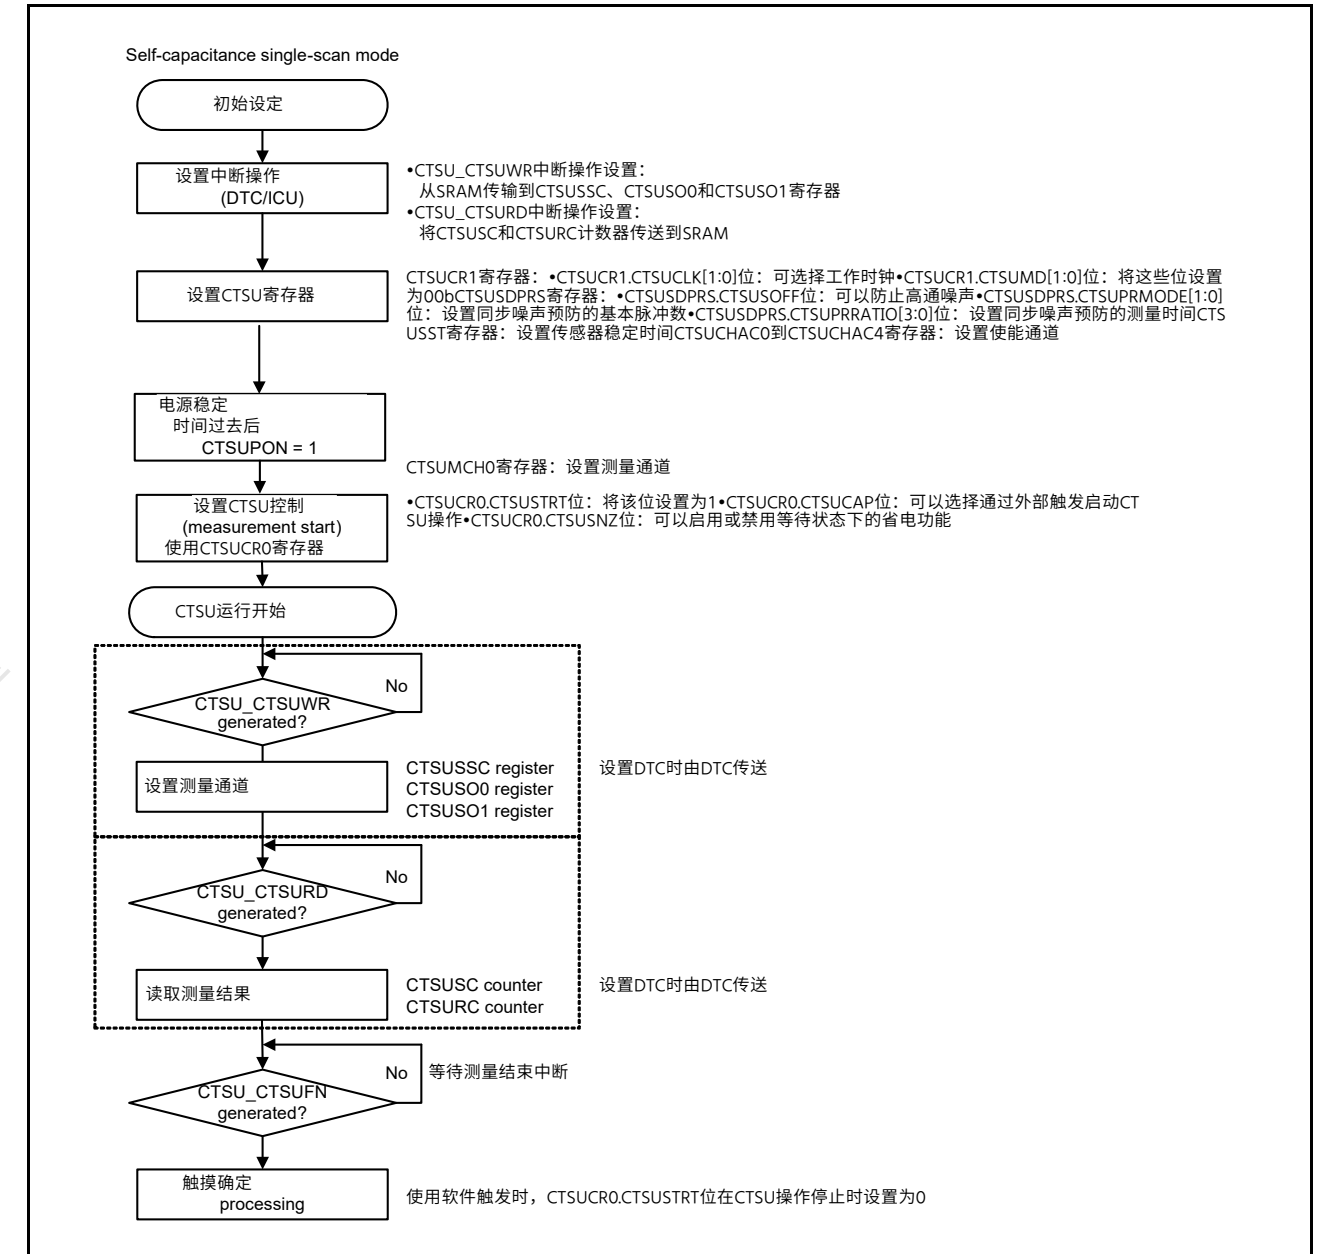 Self-capacitance single-scan mode
初始设定
设置中断操作
(DTC/ICU)
•CTSU_CTSUWR中断操作设置：
从SRAM传输到CTSUSSC、CTSUSO0和CTSUSO1寄存器
•CTSU_CTSURD中断操作设置：
将CTSUSC和CTSURC计数器传送到SRAM
设置CTSU寄存器
CTSUCR1寄存器：•CTSUCR1.CTSUCLK[1:0]位：可选择工作时钟•CTSUCR1.CTSUMD[1:0]位：将这些位设置
为00bCTSUSDPRS寄存器：•CTSUSDPRS.CTSUSOFF位：可以防止高通噪声•CTSUSDPRS.CTSUPRMODE[1:0]
位：设置同步噪声预防的基本脉冲数•CTSUSDPRS.CTSUPRRATIO[3:0]位：设置同步噪声预防的测量时间CTS
USST寄存器：设置传感器稳定时间CTSUCHAC0到CTSUCHAC4寄存器：设置使能通道
电源稳定
时间过去后
CTSUPON = 1
CTSUMCH0寄存器：设置测量通道
设置CTSU控制
(measurement start)
使用CTSUCR0寄存器
•CTSUCR0.CTSUSTRT位：将该位设置为1•CTSUCR0.CTSUCAP位：可以选择通过外部触发启动CT
SU操作•CTSUCR0.CTSUSNZ位：可以启用或禁用等待状态下的省电功能
CTSU运行开始
No
CTSU_CTSUWR
generated?
设置测量通道
CTSUSSC register
CTSUSO0 register
CTSUSO1 register
设置DTC时由DTC传送
No
CTSU_CTSURD
generated?
读取测量结果
CTSUSC counter
CTSURC counter
设置DTC时由DTC传送
No
等待测量结束中断
CTSU_CTSUFN
generated?
触摸确定
processing
使用软件触发时，CTSUCR0.CTSUSTRT位在CTSU操作停止时设置为0